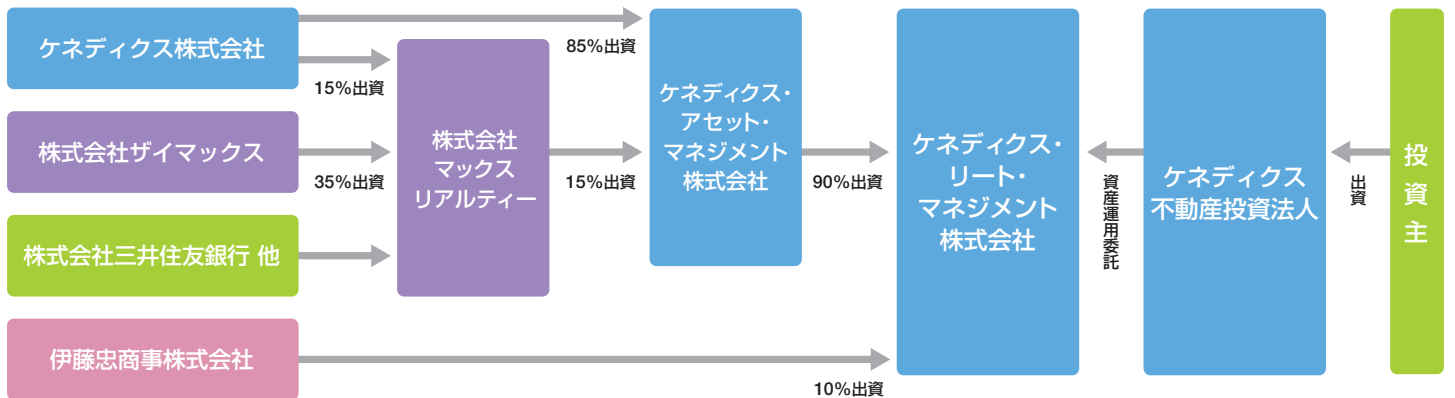 ケネディクス株式会社
85%出資
15%出資
株式会社ザイマックス
35%出資
株式会社三井住友銀行 他
伊藤忠商事株式会社
10%出資
株式会社
マックス
リアルティー
15%出資
ケネディクス・
アセット・
マネジメント
株式会社
90%出資
ケネディクス・
リート・
マネジメント
株式会社
資産運用委託
ケネディクス
不動産投資法人
出資
投資主